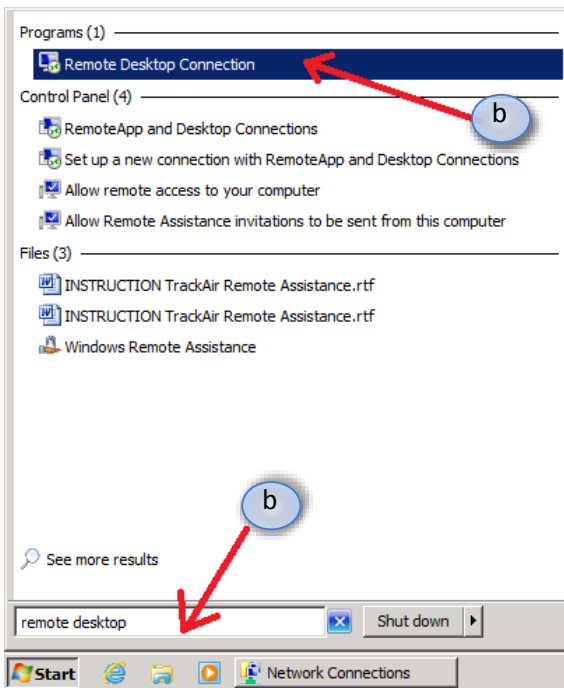 Programs (1)
Remote Desktop Connection
b
Control Panel (4)
RemoteApp and Desktop Connections
Set up a new connection with RemoteApp and Desktop Connections
Allow remote access to your computer
Allow Remote Assistance invitations to be sent from this computer
Files (3)
INSTRUCTION TrackAir Remote Assistance.rtf
INSTRUCTION TrackAir Remote Assistance.rtf
Windows Remote Assistance
b
See more results
remote desktop Shut down
Start Network Connections